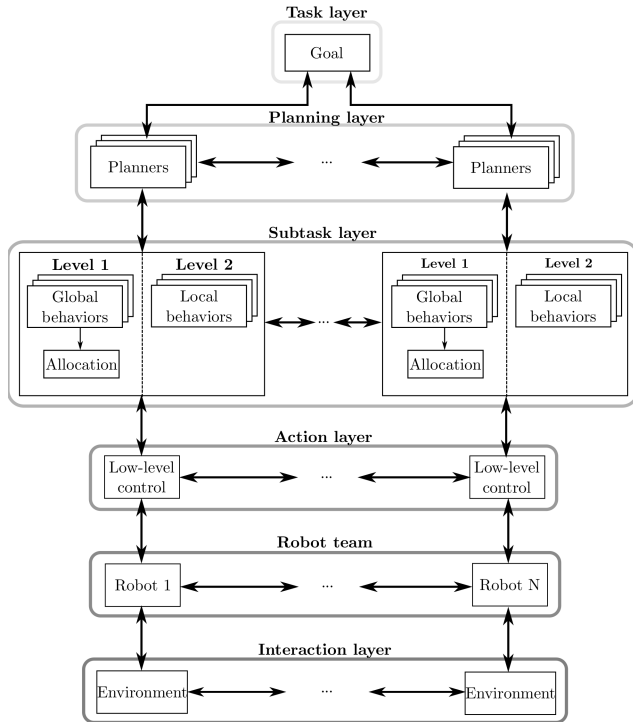 Task layer
Goal
Planning layer
Planners ... Planners
Subtask layer
Level 1 Level 2 Level 1 Level 2
Global behaviors Local behaviors ... Global behaviors Local behaviors
Allocation Allocation
Action layer
Low-level control ... Low-level control
Robot team
Robot 1 ... Robot N
Interaction layer
Environment ... Environment